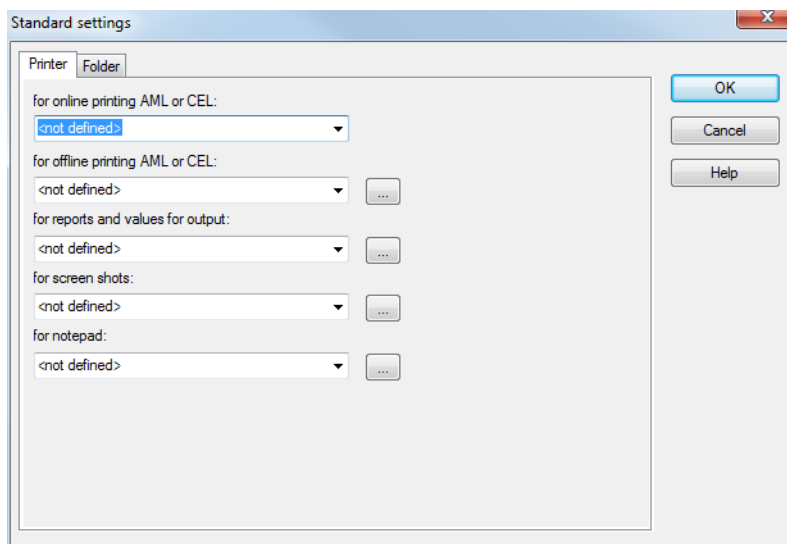 Standard settings
Printer
Folder
for online printing AML or CEL:
<not defined>
for offline printing AML or CEL:
<not defined>
...
for reports and values for output:
<not defined>
...
for screen shots:
<not defined>
...
for notepad:
<not defined>
...
OK
Cancel
Help